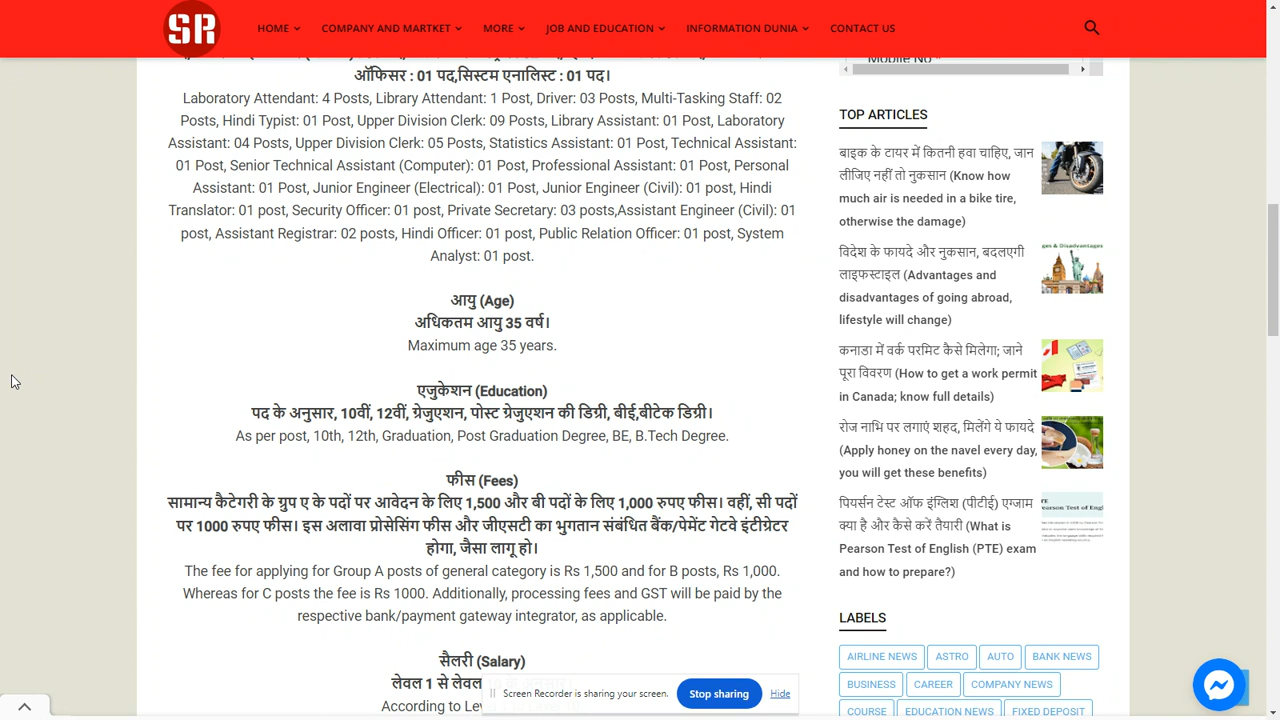 SR
HOME
COMPANY AND MARTKET
MORE
JOB AND EDUCATION
INFORMATION DUNIA
CONTACT US
ऑफिसर : 01 पद,सिस्टम एनालिस्ट : 01 पद।
Laboratory Attendant: 4 Posts, Library Attendant: 1 Post, Driver: 03 Posts, Multi-Tasking Staff: 02
Posts, Hindi Typist: 01 Post, Upper Division Clerk: 09 Posts, Library Assistant: 01 Post, Laboratory
Assistant: 04 Posts, Upper Division Clerk: 05 Posts, Statistics Assistant: 01 Post, Technical Assistant:
01 Post, Senior Technical Assistant (Computer): 01 Post, Professional Assistant: 01 Post, Personal
Assistant: 01 Post, Junior Engineer (Electrical): 01 Post, Junior Engineer (Civil): 01 post, Hindi
Translator: 01 post, Security Officer: 01 post, Private Secretary: 03 posts,Assistant Engineer (Civil): 01
post, Assistant Registrar: 02 posts, Hindi Officer: 01 post, Public Relation Officer: 01 post, System
Analyst: 01 post.
आयु (Age)
अधिकतम आयु 35 वर्ष।
Maximum age 35 years.
एजुकेशन (Education)
पद के अनुसार, 10वीं, 12वीं, ग्रेजुएशन, पोस्ट ग्रेजुएशन की डिग्री, बीई,बीटेक डिग्री।
As per post, 10th, 12th, Graduation, Post Graduation Degree, BE, B.Tech Degree.
फीस (Fees)
सामान्य कैटेगरी के ग्रुप ए के पदों पर आवेदन के लिए 1,500 और बी पदों के लिए 1,000 रुपए फीस। वहीं, सी पदों
पर 1000 रुपए फीस। इस अलावा प्रोसेसिंग फीस और जीएसटी का भुगतान संबंधित बैंक/पेमेंट गेटवे इंटीग्रेटर
होगा, जैसा लागू हो।
The fee for applying for Group A posts of general category is Rs 1,500 and for B posts, Rs 1,000.
Whereas for C posts the fee is Rs 1000. Additionally, processing fees and GST will be paid by the
respective bank/payment gateway integrator, as applicable.
सैलरी (Salary)
लेवल 1 से लेवल
According to Lev
Screen Recorder is sharing your screen.
Stop sharing
Hide
Mobile No *
TOP ARTICLES
बाइक के टायर में कितनी हवा चाहिए, जान
लीजिए नहीं तो नुकसान (Know how
much air is needed in a bike tire,
otherwise the damage)
विदेश के फायदे और नुकसान, बदलएगी
लाइफस्टाइल (Advantages and
disadvantages of going abroad,
lifestyle will change)
ges & Disadvantages
कनाडा में वर्क परमिट कैसे मिलेगा; जाने
पूरा विवरण (How to get a work permit
in Canada; know full details)
रोज नाभि पर लगाएं शहद, मिलेंगे ये फायदे
(Apply honey on the navel every day,
you will get these benefits)
पियर्सन टेस्ट ऑफ इंग्लिश (पीटीई) एग्जाम
क्या है और कैसे करें तैयारी (What is
Pearson Test of English (PTE) exam
and how to prepare?)
TE
earson Test of Engl
LABELS
AIRLINE NEWS
ASTRO
AUTO
BANK NEWS
BUSINESS
CAREER
COMPANY NEWS
COURSE
EDUCATION NEWS
FIXED DEPOSIT